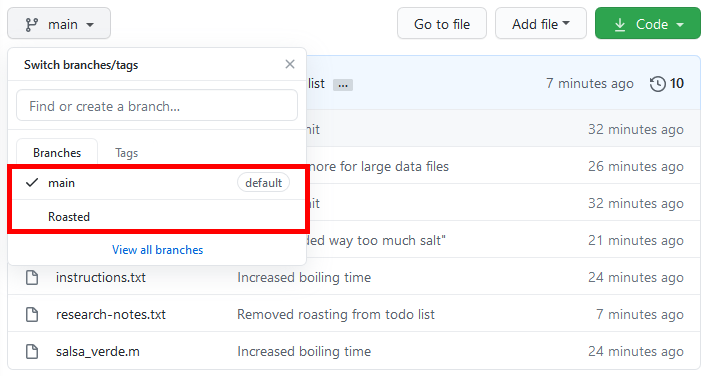 main Go to file Add file Code
Switch branches/tags
list ... 7 minutes ago 10
Find or create a branch...
32 minutes ago
Branches Tags
nore for large data files 26 minutes ago
main default
32 minutes ago
Roasted
ded way too much salt" 21 minutes ago
View all branches
instructions.txt Increased boiling time 24 minutes ago
research-notes.txt Removed roasting from todo list 7 minutes ago
salsa_verde.m Increased boiling time 24 minutes ago